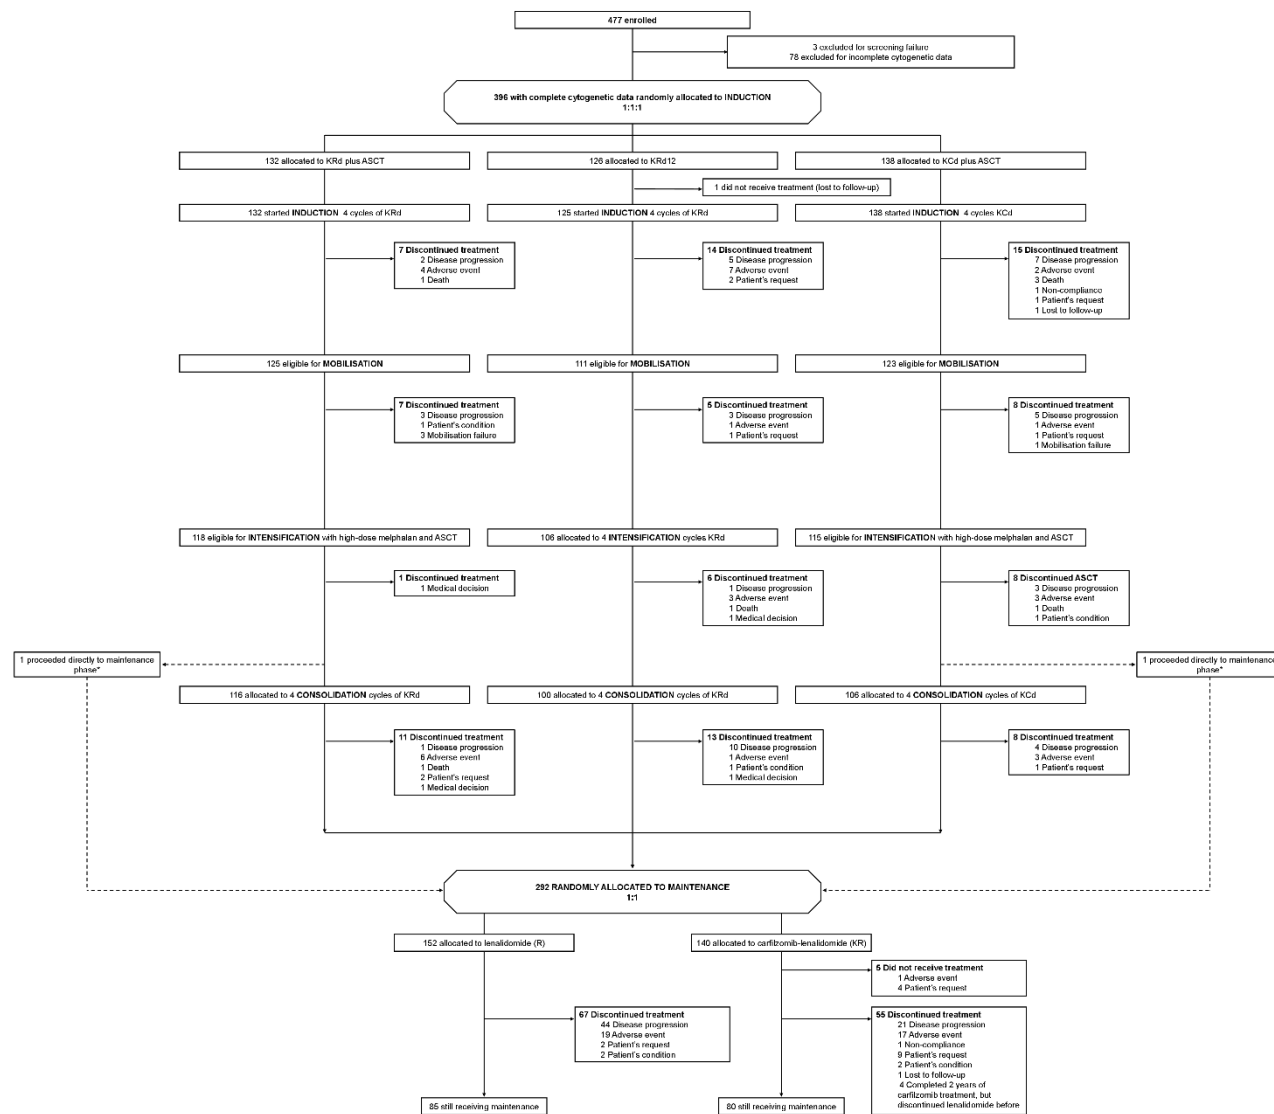 477 enrolled
3 excluded for screening failure
78 excluded for incomplete cytogenetic data
396 with complete cytogenetic data randomly allocated to INDUCTION
1:1:1
132 allocated to KRd plus ASCT
126 allocated to KRd12
138 allocated to KCd plus ASCT
1 did not receive treatment (lost to follow-up)
132 started INDUCTION 4 cycles of KRd
125 started INDUCTION 4 cycles of KRd
138 started INDUCTION 4 cycles KCd
7 Discontinued treatment
2 Disease progression
4 Adverse event
1 Death
14 Discontinued treatment
5 Disease progression
7 Adverse event
2 Patient's request
15 Discontinued treatment
7 Disease progression
2 Adverse event
3 Death
1 Non-compliance
1 Patient's request
1 Lost to follow-up
125 eligible for MOBILISATION
111 eligible for MOBILISATION
123 eligible for MOBILISATION
7 Discontinued treatment
3 Disease progression
1 Patient's condition
3 Mobilisation failure
5 Discontinued treatment
3 Disease progression
1 Adverse event
1 Patient's request
8 Discontinued treatment
5 Disease progression
1 Adverse event
1 Patient's request
1 Mobilisation failure
118 eligible for INTENSIFICATION with high-dose melphalan and ASCT
106 allocated to 4 INTENSIFICATION cycles KRd
115 eligible for INTENSIFICATION with high-dose melphalan and ASCT
1 Discontinued treatment
1 Medical decision
6 Discontinued treatment
1 Disease progression
3 Adverse event
1 Death
1 Medical decision
8 Discontinued ASCT
3 Disease progression
3 Adverse event
1 Death
1 Patient's condition
1 proceeded directly to maintenance
phase*
1 proceeded directly to maintenance
phase*
116 allocated to 4 CONSOLIDATION cycles of KRd
100 allocated to 4 CONSOLIDATION cycles of KRd
106 allocated to 4 CONSOLIDATION cycles of KCd
11 Discontinued treatment
1 Disease progression
6 Adverse event
1 Death
2 Patient's request
1 Medical decision
13 Discontinued treatment
10 Disease progression
1 Adverse event
1 Patient's condition
1 Medical decision
8 Discontinued treatment
4 Disease progression
3 Adverse event
1 Patient's request
292 RANDOMLY ALLOCATED TO MAINTENANCE
1:1
152 allocated to lenalidomide (R)
140 allocated to carfilzomib-lenalidomide (KR)
5 Did not receive treatment
1 Adverse event
4 Patient's request
67 Discontinued treatment
44 Disease progression
19 Adverse event
2 Patient's request
2 Patient's condition
55 Discontinued treatment
21 Disease progression
17 Adverse event
1 Non-compliance
9 Patient's request
2 Patient's condition
1 Lost to follow-up
4 Completed 2 years of
carfilzomib treatment, but
discontinued lenalidomide before
85 still receiving maintenance
80 still receiving maintenance